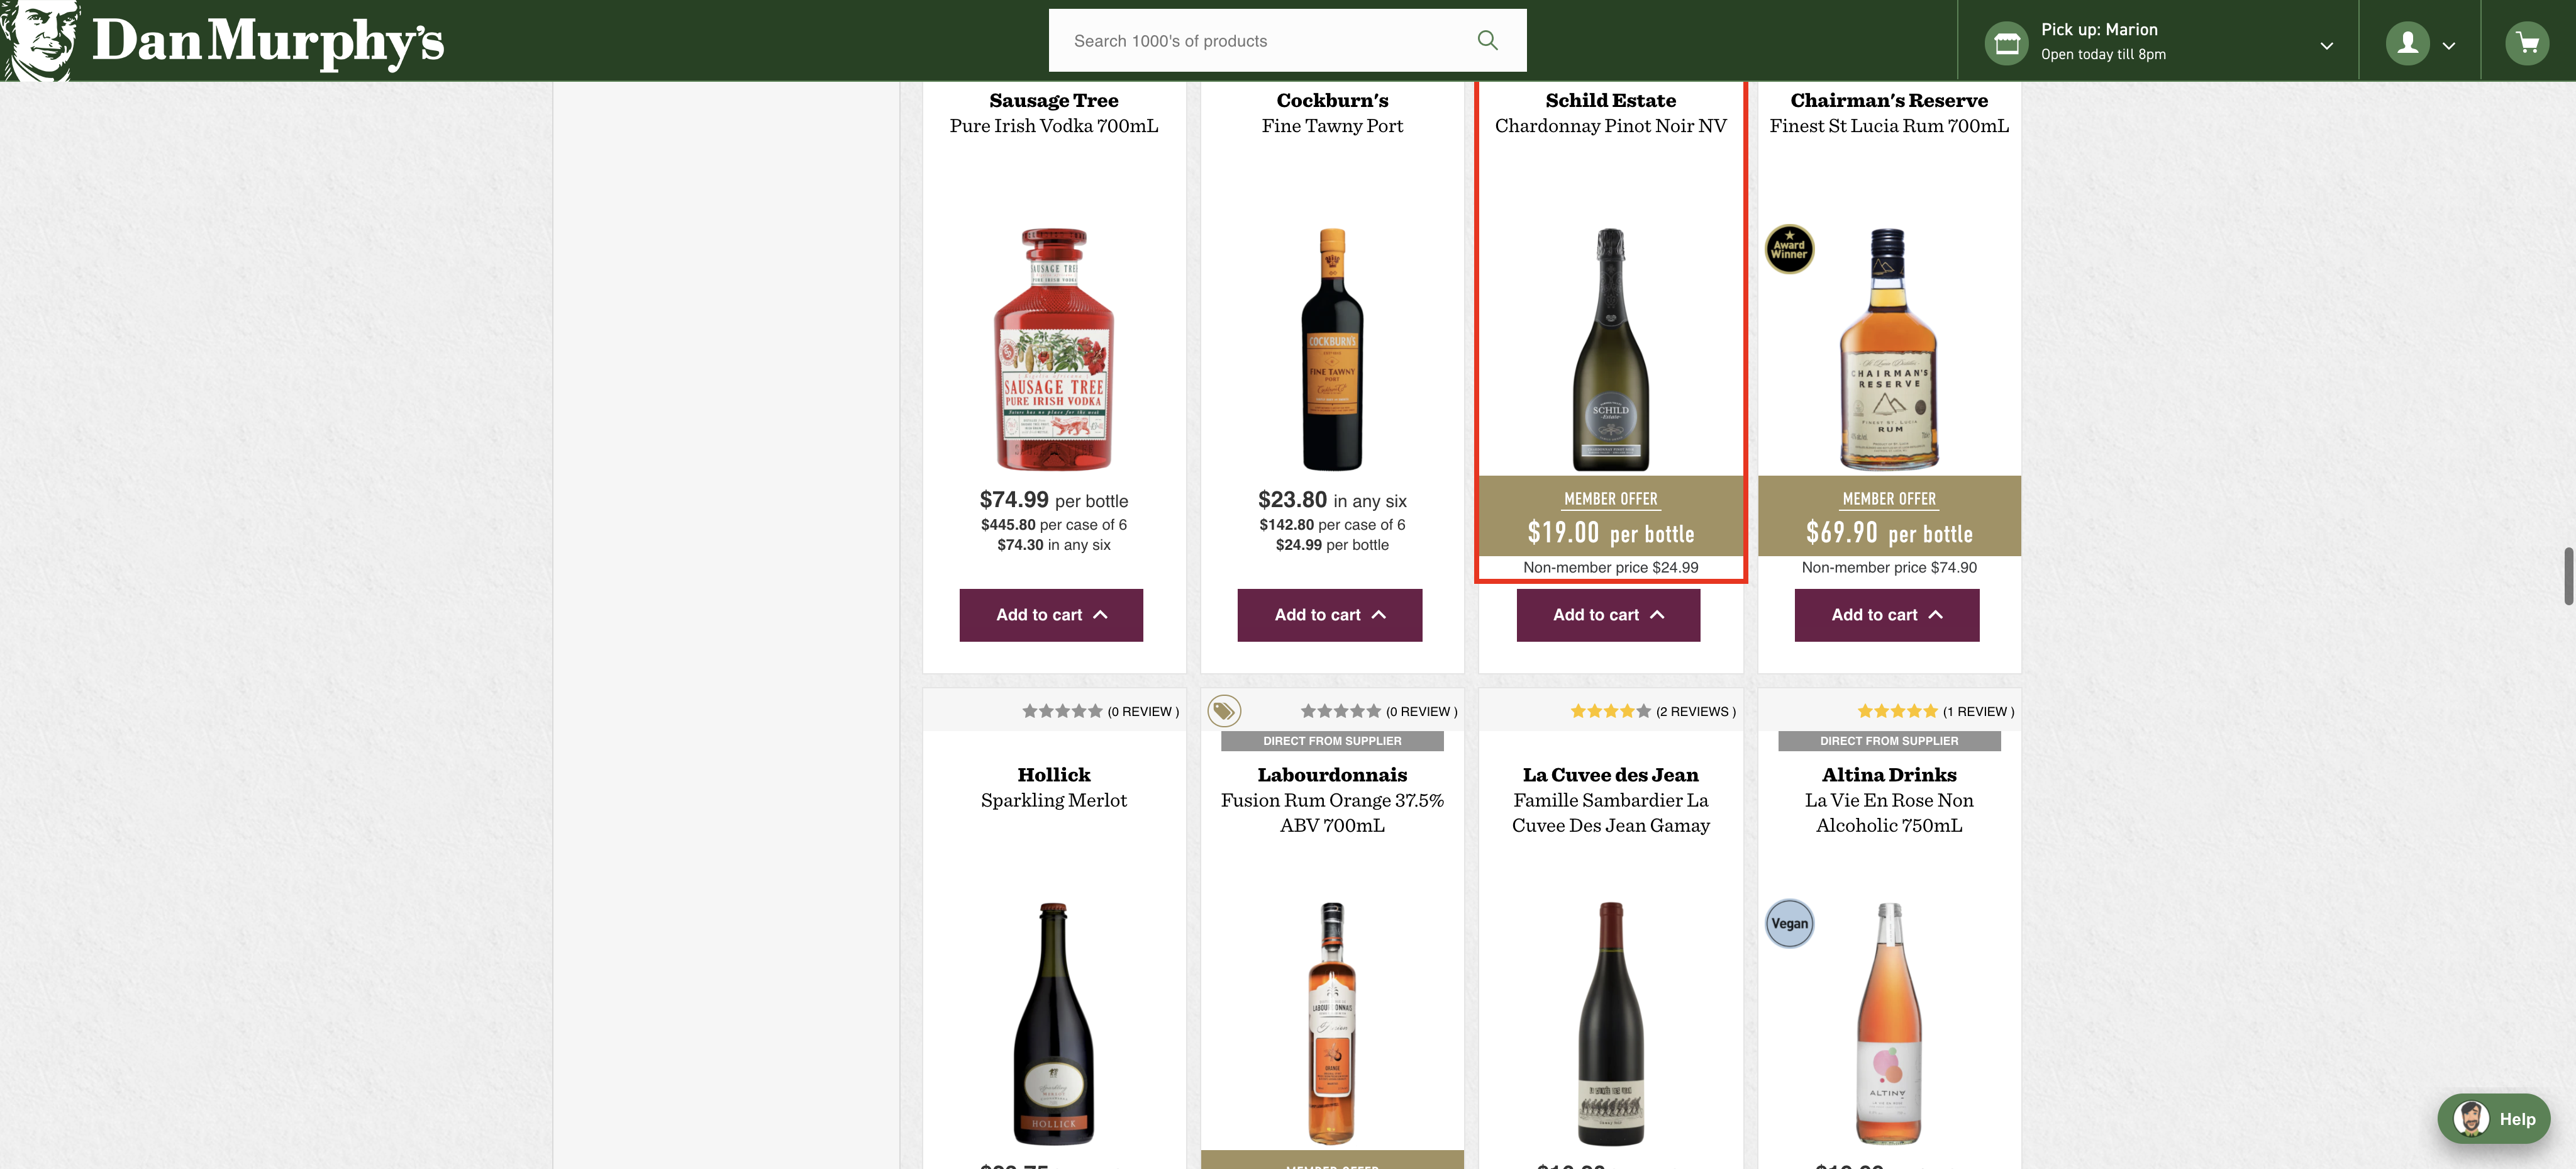 Dan Murphy's
Search 1000's of products
Pick up: Marion
Open today till 8pm
Sausage Tree
Pure Irish Vodka 700mL
SAUSAGE TREE
PURE IRISH VODKA
$74.99 per bottle
$445.80 per case of 6
$74.30 in any six
Add to cart
Cockburn's
Fine Tawny Port
COCKBURN'S
FINE TAWNY
PORT
$23.80 in any six
$142.80 per case of 6
$24.99 per bottle
Add to cart
Schild Estate
Chardonnay Pinot Noir NV
SCHILD
Estate
MEMBER OFFER
$19.00 per bottle
Non-member price $24.99
Add to cart
Chairman's Reserve
Finest St Lucia Rum 700mL
Award
Winner
CHAIRMAN'S
RESERVE
FINEST ST. LUCIA
RUM
MEMBER OFFER
$69.90 per bottle
Non-member price $74.90
Add to cart
(0 REVIEW )
Hollick
Sparkling Merlot
HOLLICK
(0 REVIEW )
DIRECT FROM SUPPLIER
Labourdonnais
Fusion Rum Orange 37.5%
ABV 700mL
ORANGE
MEMBER OFFER
(2 REVIEWS )
La Cuvee des Jean
Famille Sambardier La
Cuvee Des Jean Gamay
(1 REVIEW )
DIRECT FROM SUPPLIER
Altina Drinks
La Vie En Rose Non
Alcoholic 750mL
Vegan
ALTINA
Help